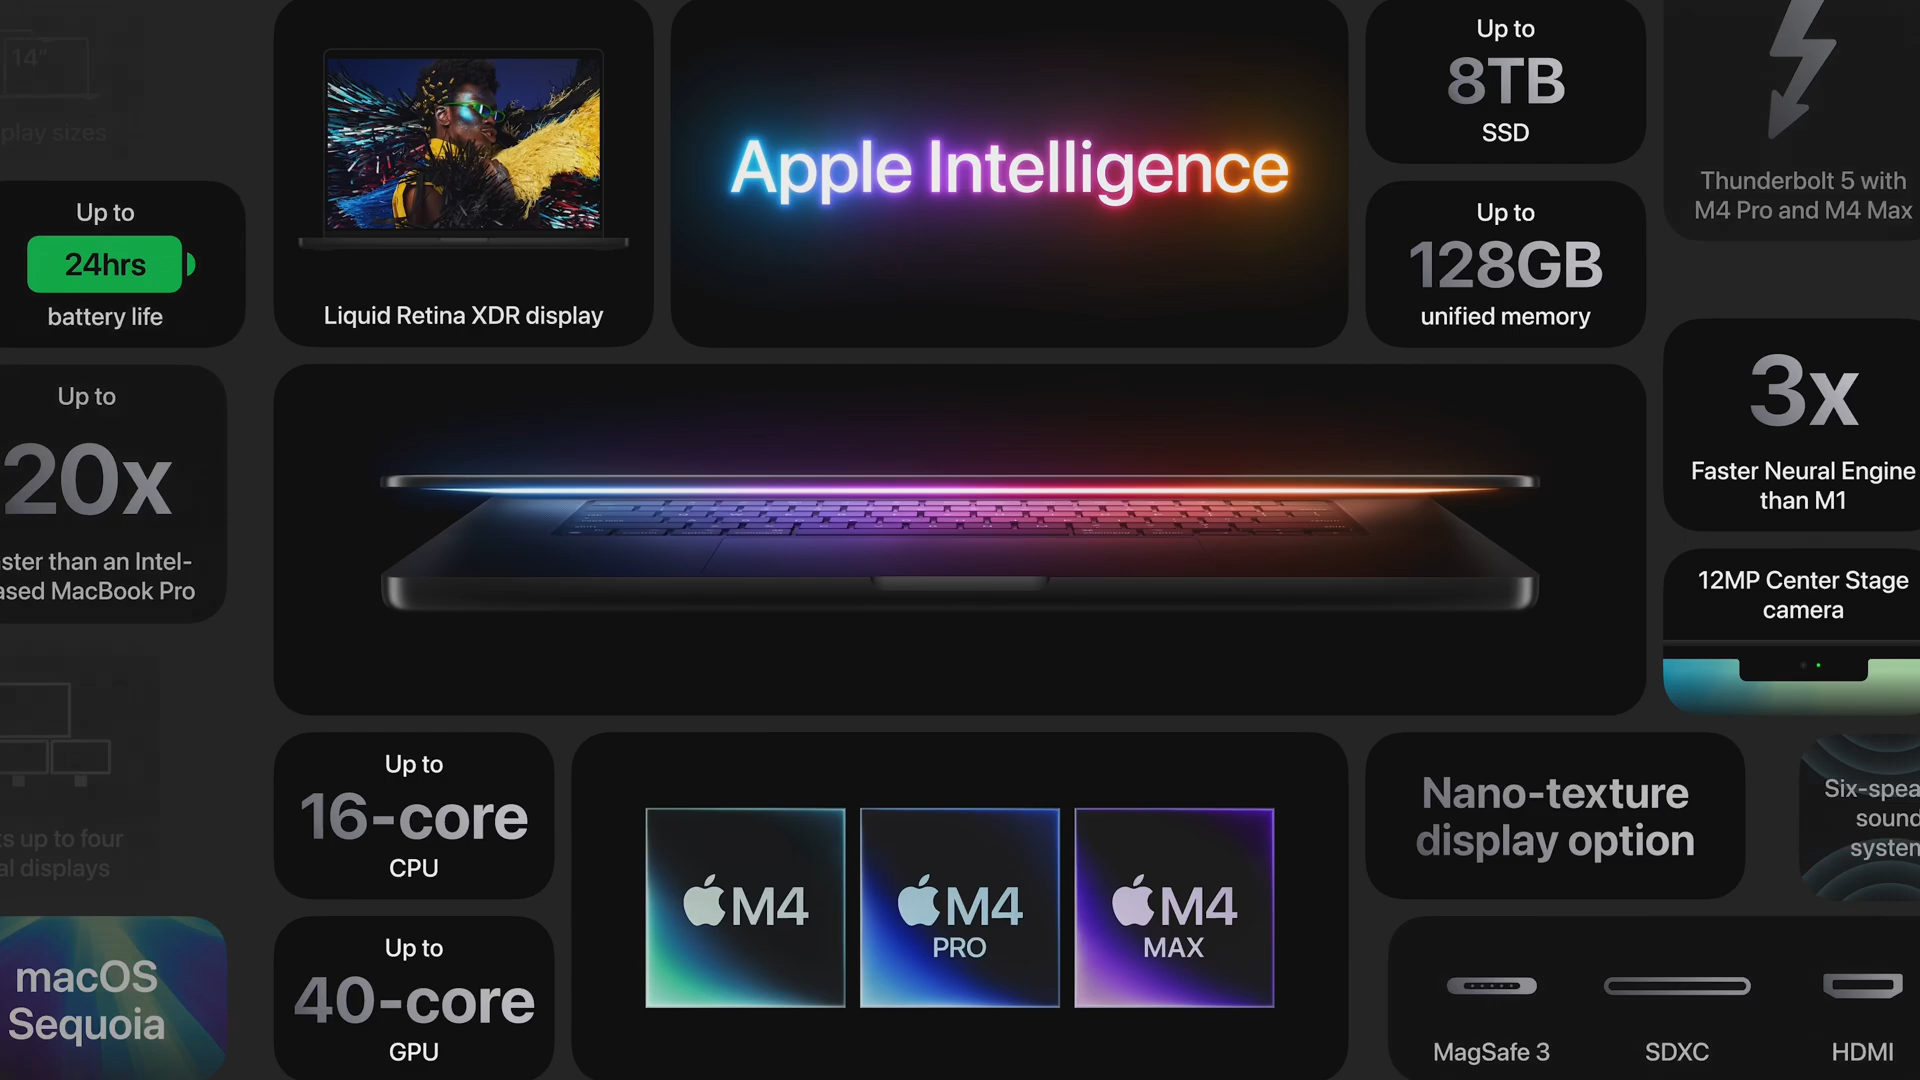 14"
play sizes
Up to
24hrs
battery life
Up to
20x
ster than an Intel-
ased MacBook Pro
s up to four
al displays
macOS
Sequoia
Liquid Retina XDR display
Apple Intelligence
Up to
8TB
SSD
Up to
128GB
unified memory
Thunderbolt 5 with
M4 Pro and M4 Max
3x
Faster Neural Engine
than M1
12MP Center Stage
camera
Up to
16-core
CPU
Up to
40-core
GPU
M4
M4
PRO
M4
MAX
Nano-texture
display option
Six-spea
sound
system
MagSafe 3
SDXC
HDMI